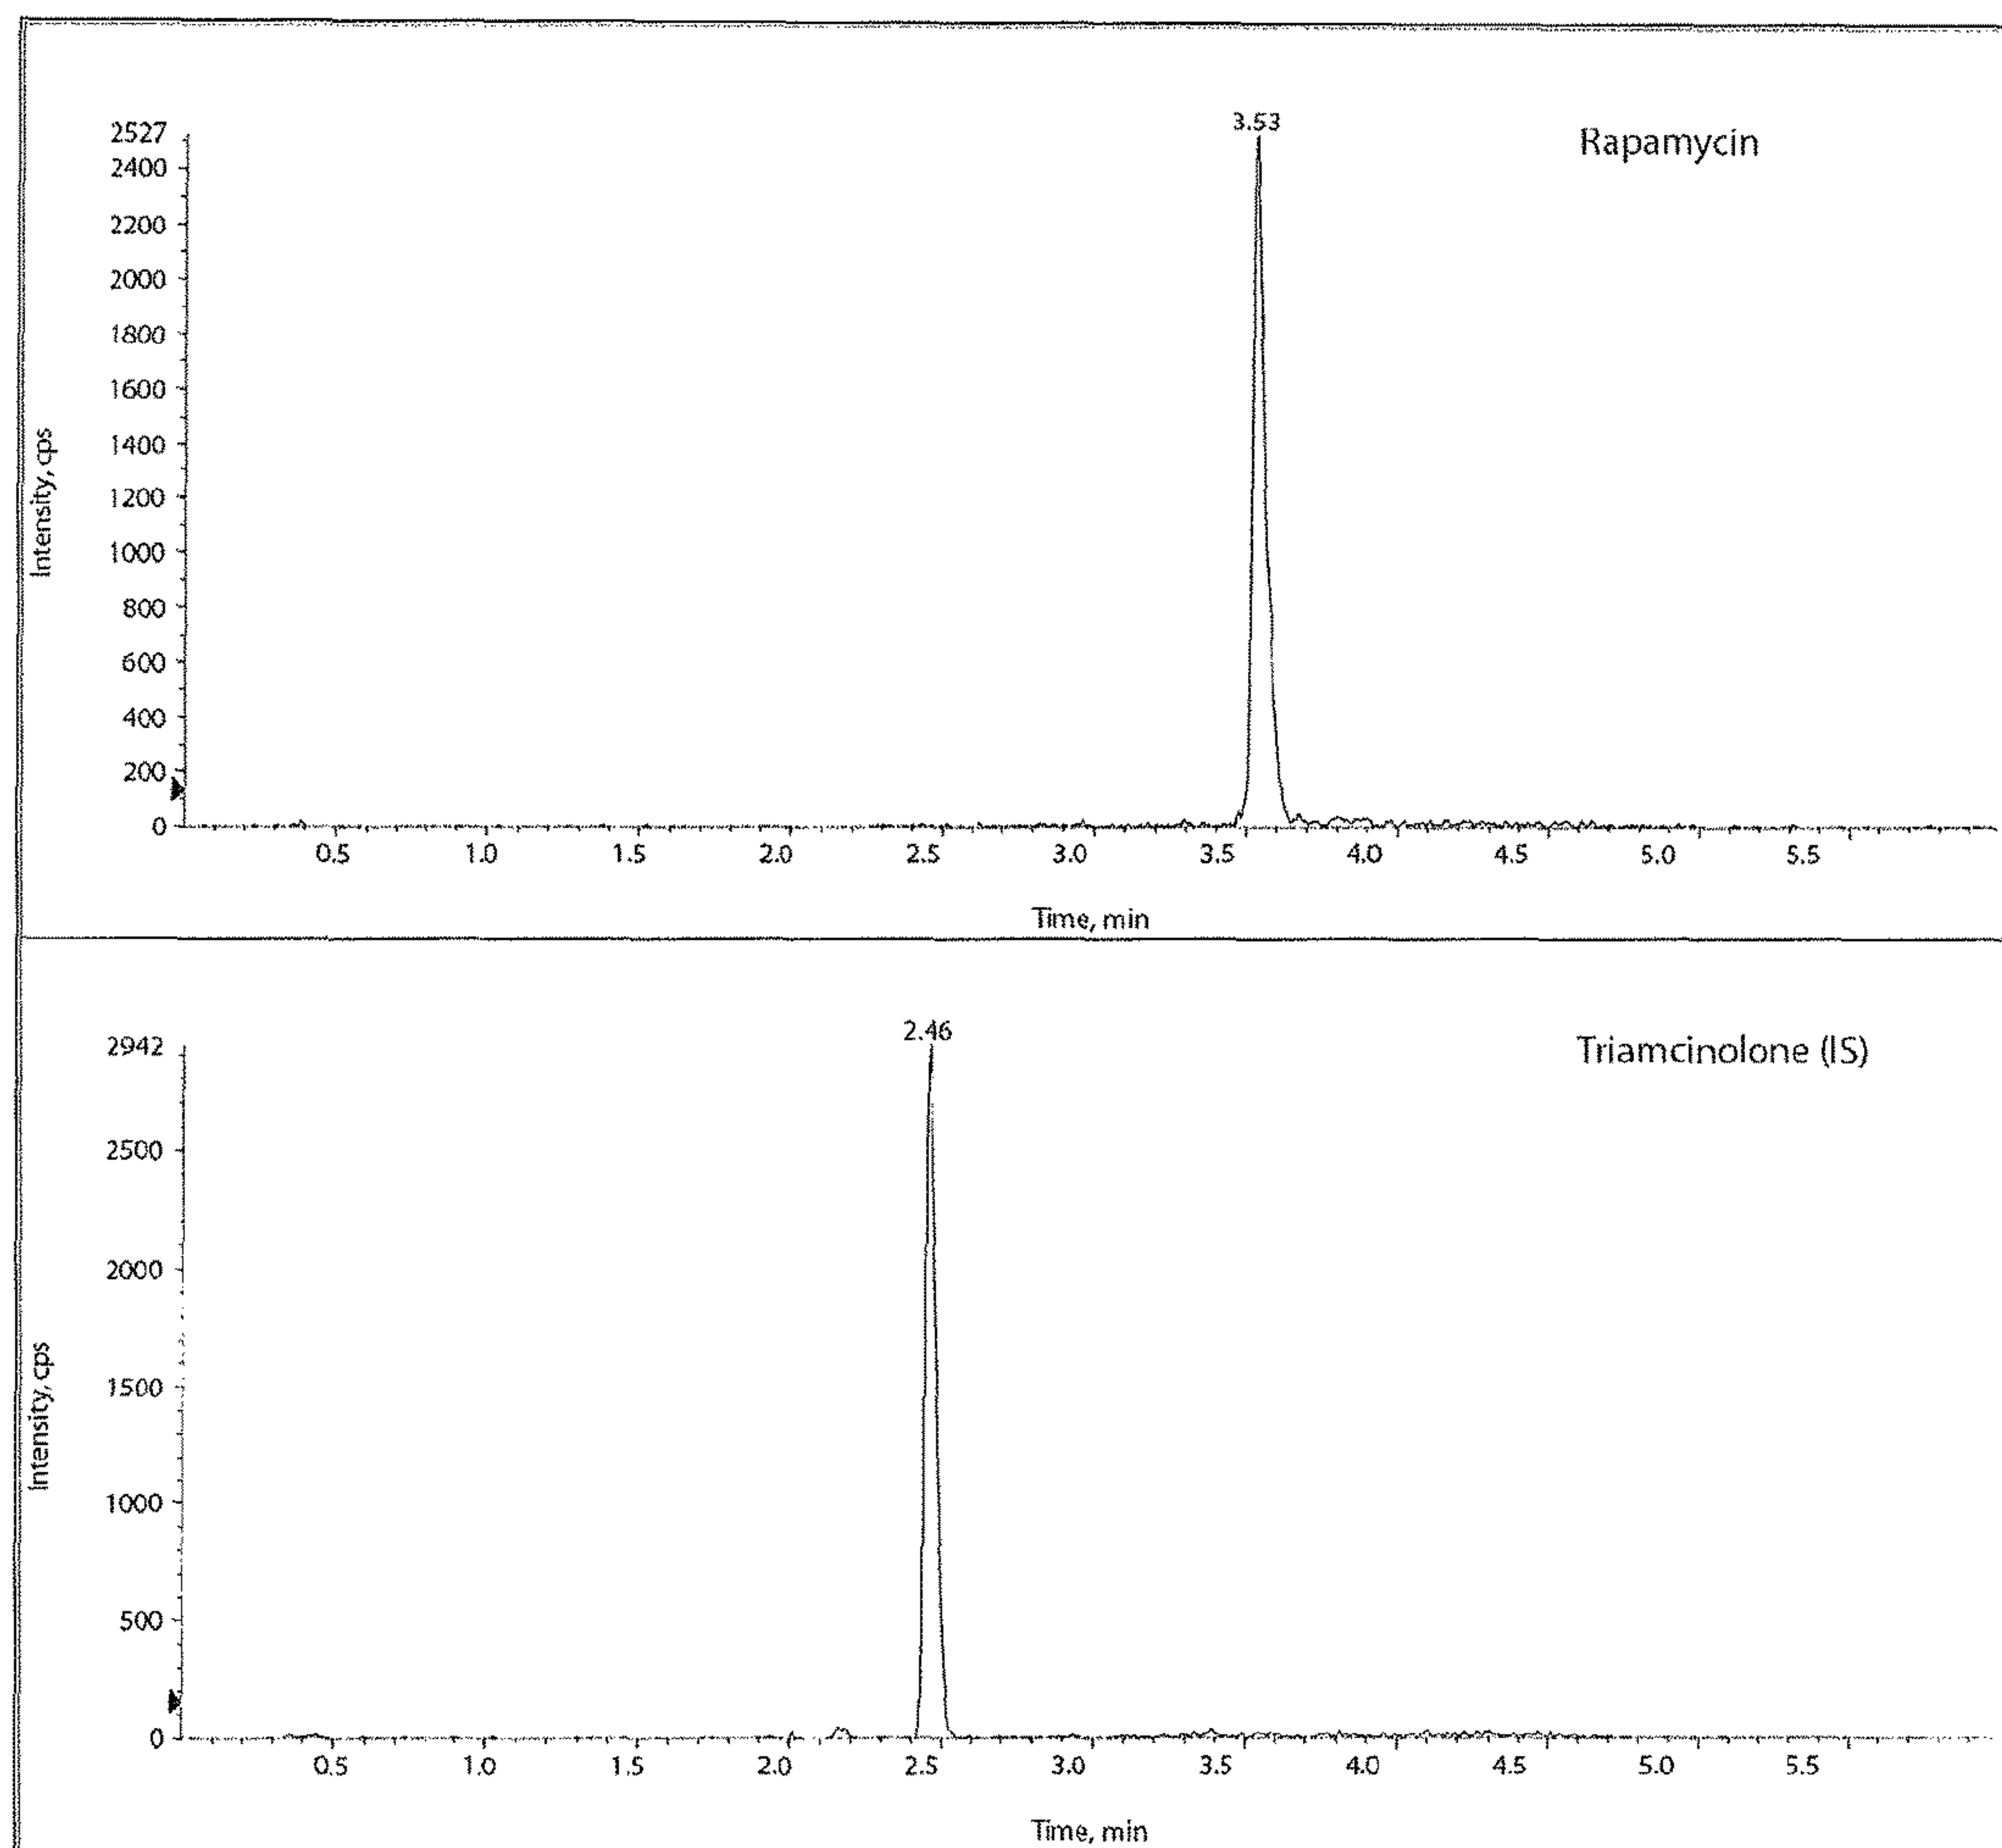 3.53
Rapamycin
2527
2400
2200
2000
1800
1600
1400
1200
1000
800
600
400
200
0
Intensity, cps
0.5 1.0 1.5 2.0 2.5 3.0 3.5 4.0 4.5 5.0 5.5
Time, min
2.46
Triamcinolone (IS)
2942
2500
2000
1500
1000
500
0
Intensity, cps
0.5 1.0 1.5 2.0 2.5 3.0 3.5 4.0 4.5 5.0 5.5
Time, min